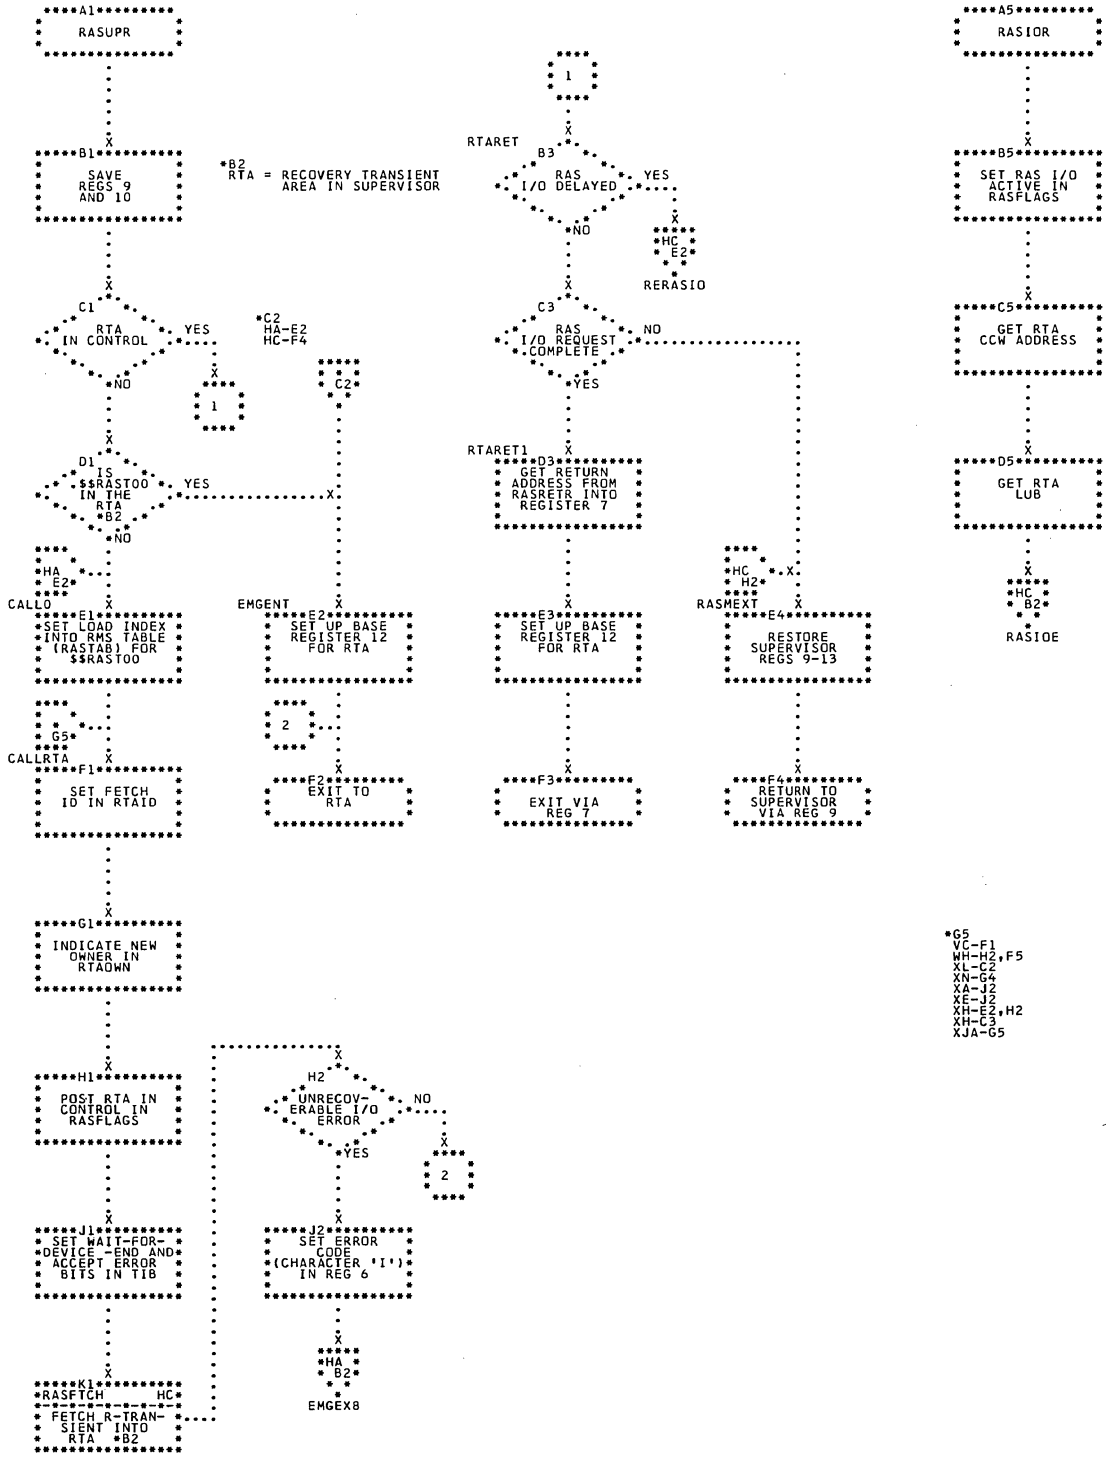 A1
RASUPR
B1
SAVE
REGS 9
AND 10
*B2
RTA = RECOVERY TRANSIENT
AREA IN SUPERVISOR
C1
RTA
IN CONTROL
YES
NO
1
*C2
HA-E2
HC-F4
C2
D1
IS
$$RAST00
IN THE
RTA
*B2
YES
NO
HA
E2
CALLO
E1
SET LOAD INDEX
INTO RMS TABLE
(RASTAB) FOR
$$RAST00
G5
CALLRTA
F1
SET FETCH
ID IN RTAID
G1
INDICATE NEW
OWNER IN
RTAOWN
H1
POST RTA IN
CONTROL IN
RASFLAGS
J1
SET WAIT-FOR-
DEVICE -END AND
ACCEPT ERROR
BITS IN TIB
K1
RASFTCH HC
FETCH R-TRAN-
SIENT INTO
RTA *B2
EMGENT
E2
SET UP BASE
REGISTER 12
FOR RTA
2
F2
EXIT TO
RTA
H2
UNRECOV-
ERABLE I/O
ERROR
NO
YES
2
J2
SET ERROR
CODE
(CHARACTER 'I')
IN REG 6
HA
B2
EMGEX8
1
RTARET
B3
RAS
I/O DELAYED
YES
NO
HC
E2
RERASIO
C3
RAS
I/O REQUEST
COMPLETE
NO
YES
RTARET1
D3
GET RETURN
ADDRESS FROM
RASRETR INTO
REGISTER 7
E3
SET UP BASE
REGISTER 12
FOR RTA
F3
EXIT VIA
REG 7
HC
H2
RASMEXT
E4
RESTORE
SUPERVISOR
REGS 9-13
F4
RETURN TO
SUPERVISOR
VIA REG 9
A5
RASIOR
B5
SET RAS I/O
ACTIVE IN
RASFLAGS
C5
GET RTA
CCW ADDRESS
D5
GET RTA
LUB
HC
B2
RASIOE
*G5
VC-F1
WH-H2,F5
XL-C2
XN-G4
XA-J2
XE-J2
XH-E2,H2
XH-C3
XJA-G5